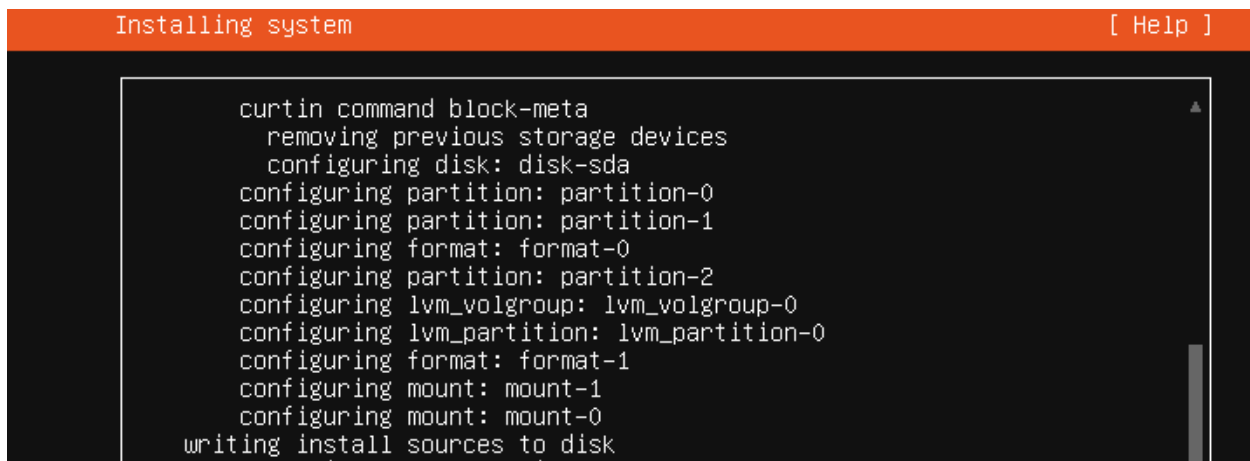 Installing system [ Help ]
curtin command block-meta
removing previous storage devices
configuring disk: disk-sda
configuring partition: partition-0
configuring partition: partition-1
configuring format: format-0
configuring partition: partition-2
configuring lvm_volgroup: lvm_volgroup-0
configuring lvm_partition: lvm_partition-0
configuring format: format-1
configuring mount: mount-1
configuring mount: mount-0
writing install sources to disk